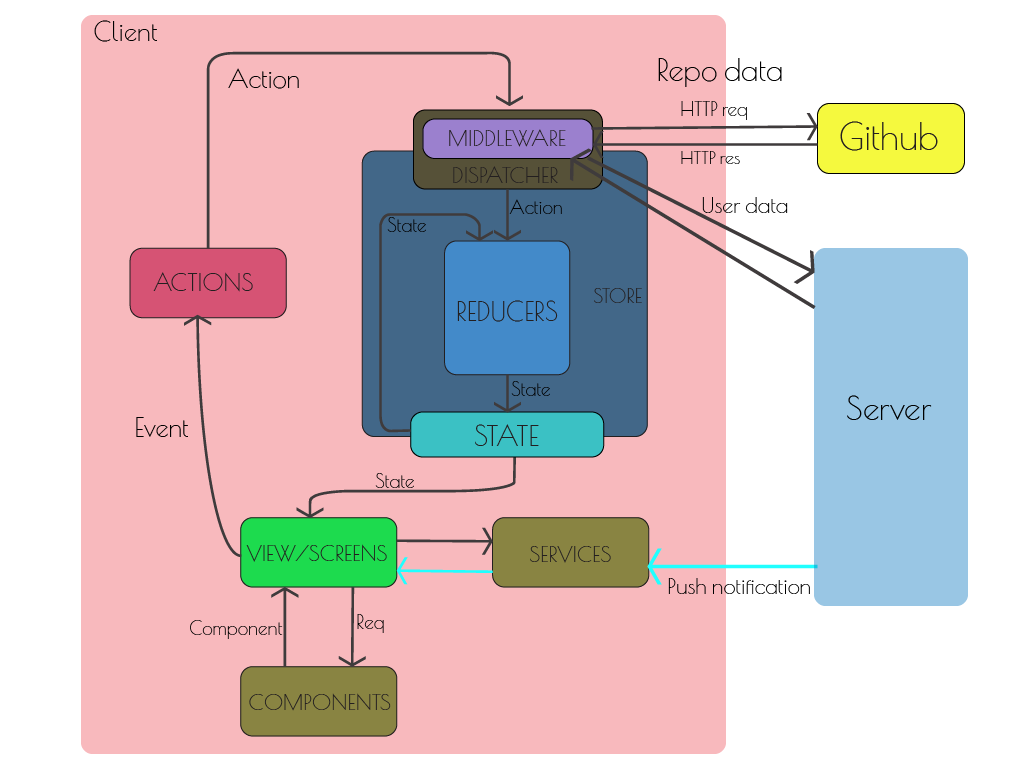 Client
Action
Repo data
HTTP req
MIDDLEWARE
Github
HTTP res
DISPATCHER
User data
Action
State
ACTIONS
STORE
REDUCERS
State
Server
Event
STATE
State
VIEW/SCREENS
SERVICES
Push notification
Component
Req
COMPONENTS